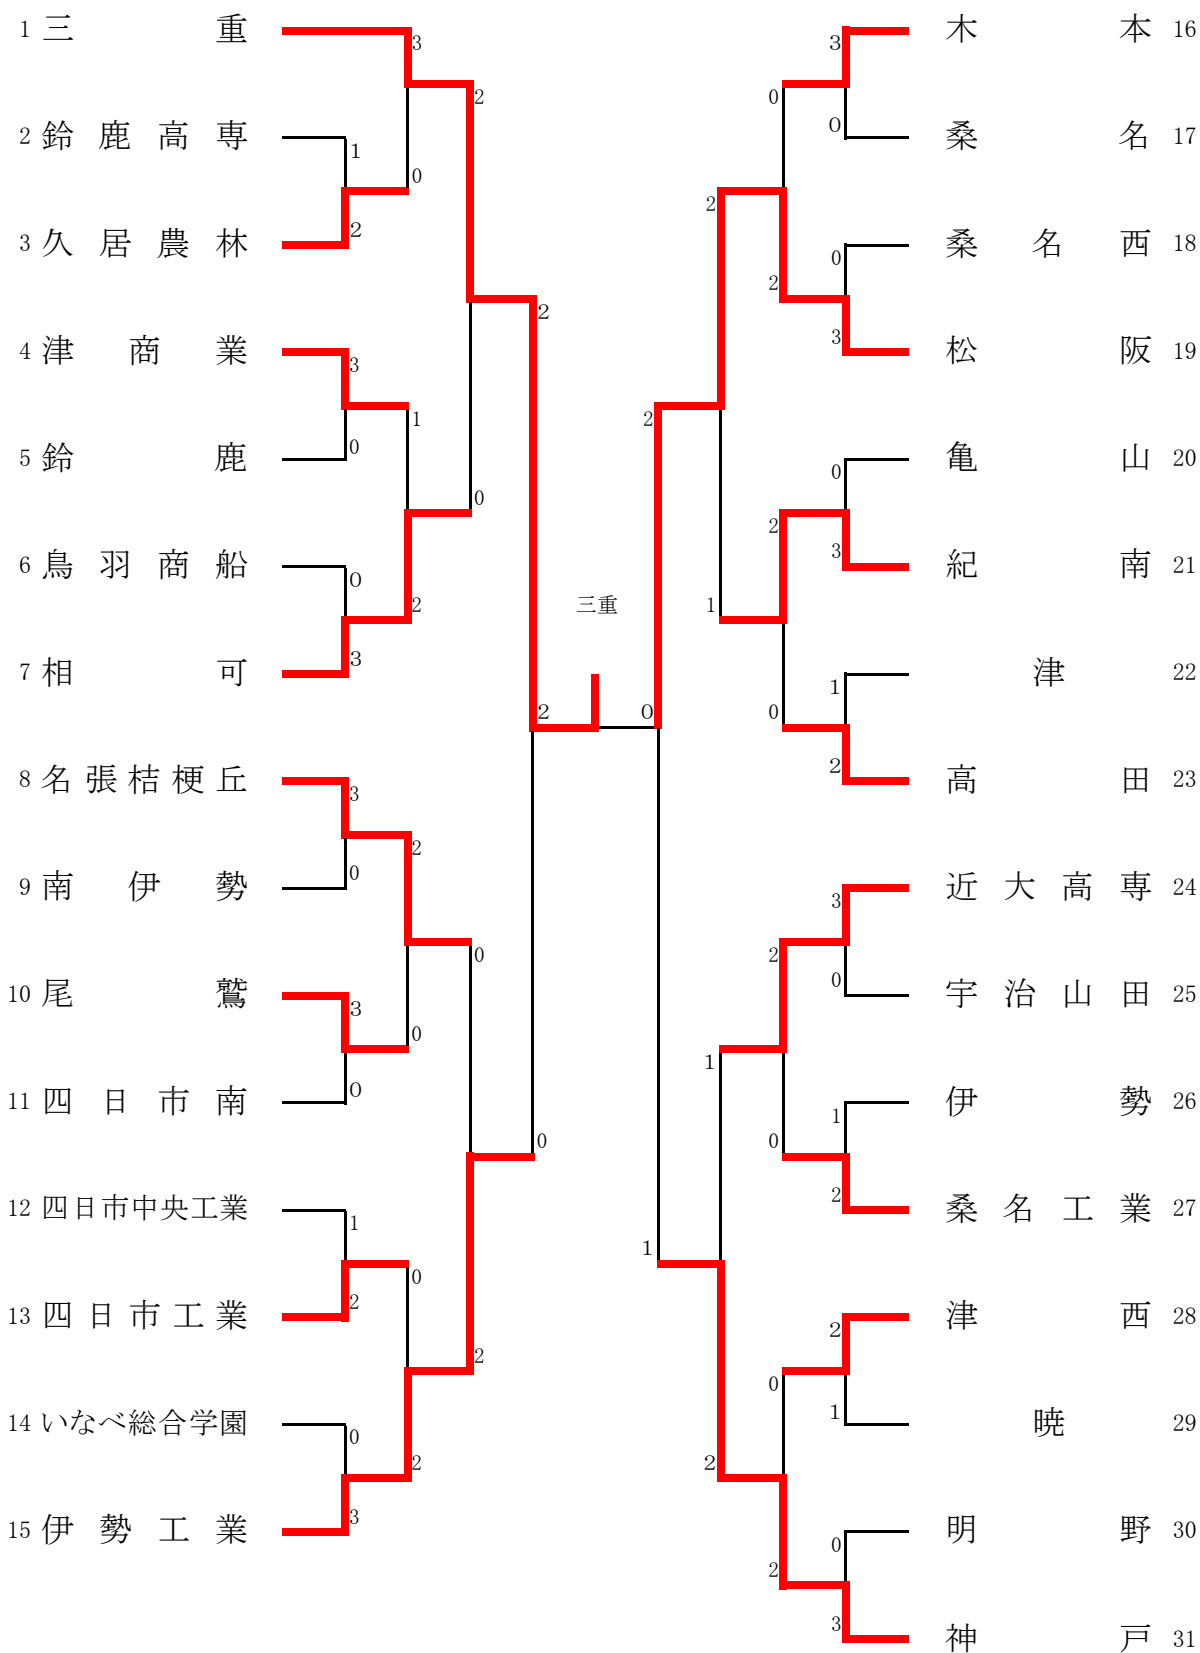 1 三重
3
2
2 鈴鹿高専
1
0
3 久居農林
2
2
4 津商業
3
1
5 鈴鹿
0
0
6 鳥羽商船
0
2
7 相可
3
三重
2
0
8 名張桔梗丘
3
2
9 南伊勢
0
0
10 尾鷲
3
0
11 四日市南
0
0
12 四日市中央工業
1
0
13 四日市工業
2
2
14 いなべ総合学園
0
2
15 伊勢工業
3
木本 16
3
0
桑名 17
0
2
桑名西 18
0
2
松阪 19
3
2
亀山 20
0
2
紀南 21
3
1
津 22
1
0
高田 23
2
近大高専 24
3
2
宇治山田 25
0
1
伊勢 26
1
0
桑名工業 27
2
1
津西 28
2
0
暁 29
1
2
明野 30
0
2
神戸 31
3